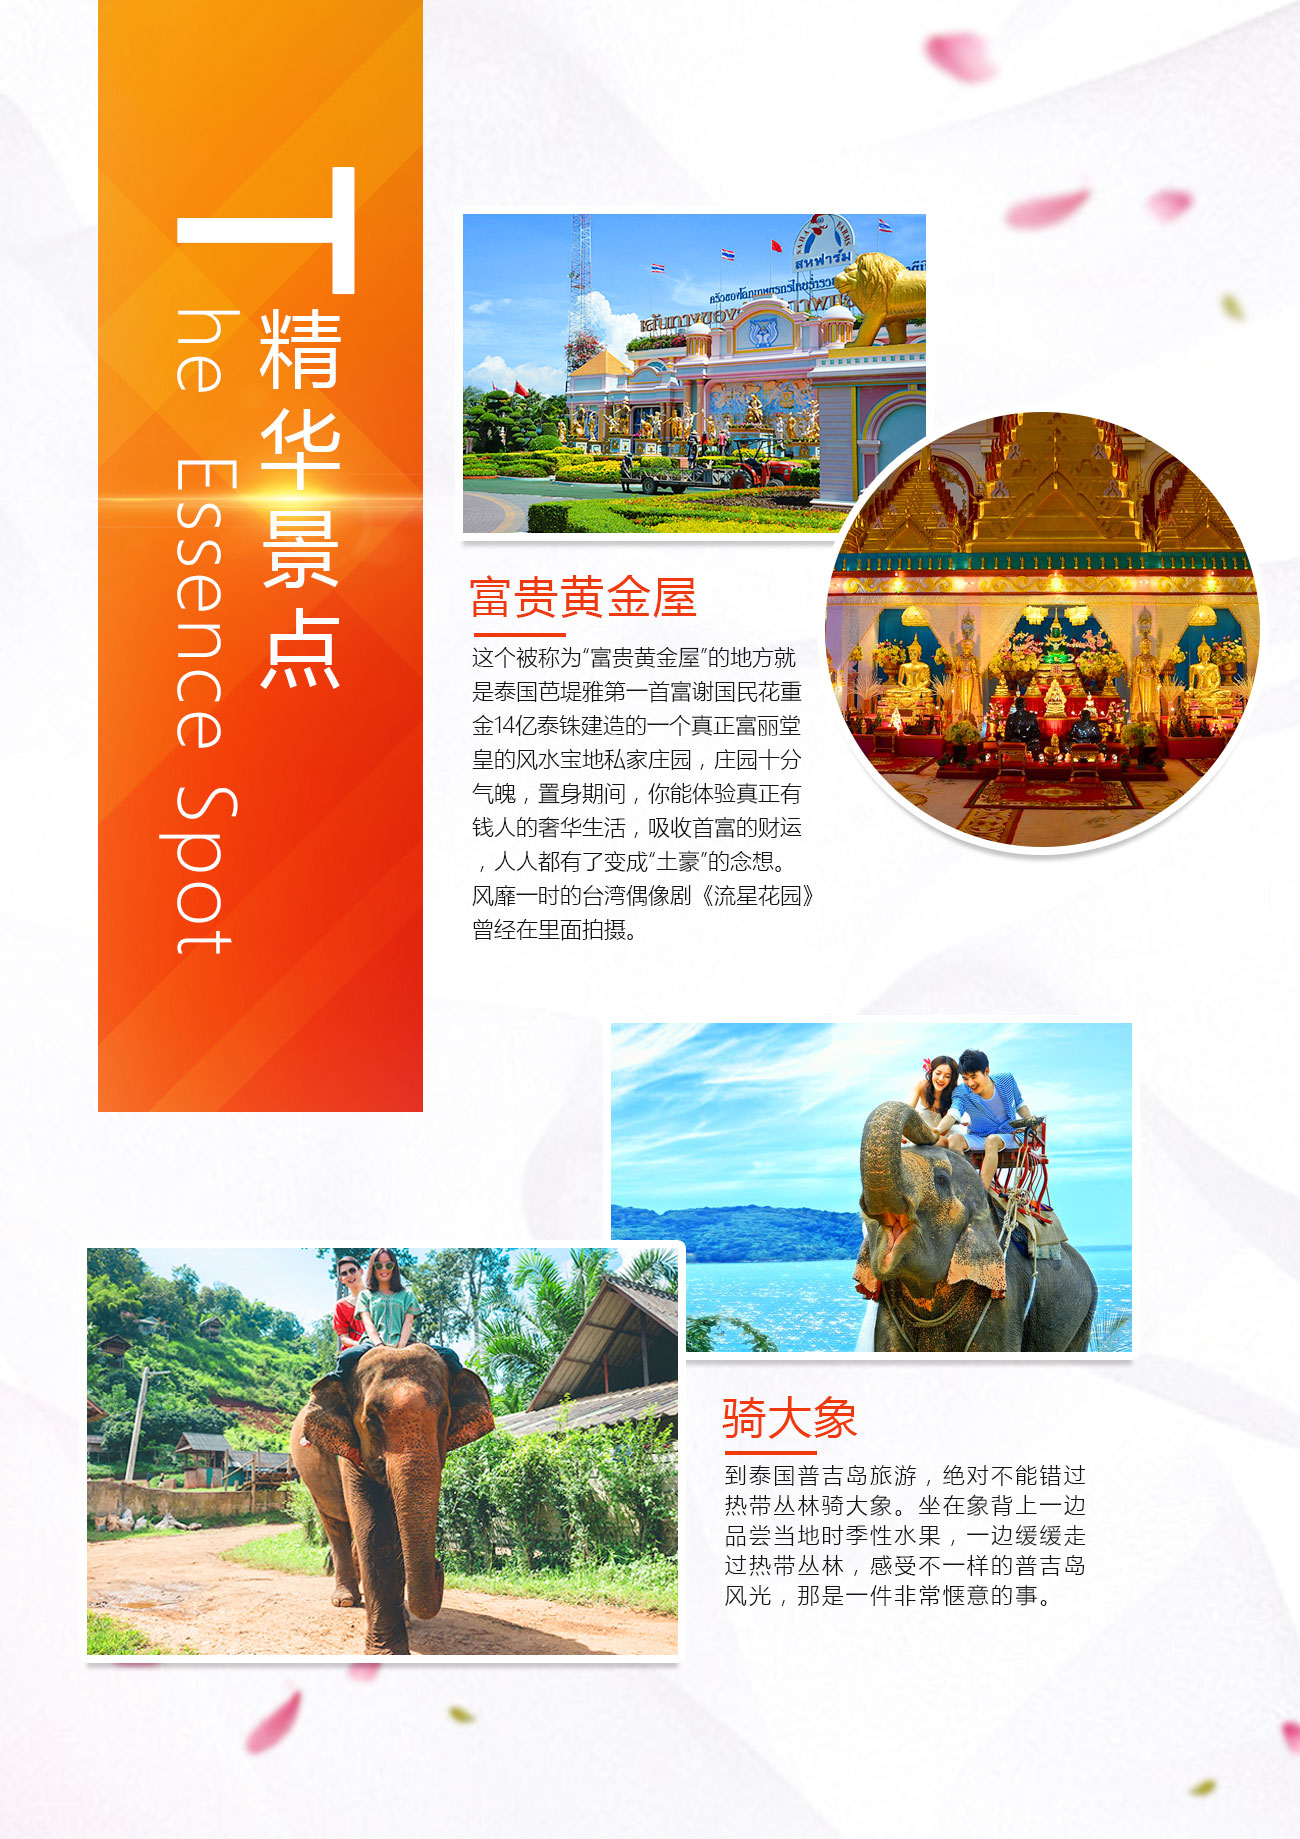 The Essence Spot
精华景点
SAHA FARMS
สหฟาร์ม
富贵黄金屋
这个被称为“富贵黄金屋”的地方就
是泰国芭堤雅第一首富谢国民花重
金14亿泰铢建造的一个真正富丽堂
皇的风水宝地私家庄园，庄园十分
气魄，置身期间，你能体验真正有
钱人的奢华生活，吸收首富的财运
，人人都有了变成“土豪”的念想。
风靡一时的台湾偶像剧《流星花园》
曾经在里面拍摄。
骑大象
到泰国普吉岛旅游，绝对不能错过
热带丛林骑大象。坐在象背上一边
品尝当地时季性水果，一边缓缓走
过热带丛林，感受不一样的普吉岛
风光，那是一件非常惬意的事。